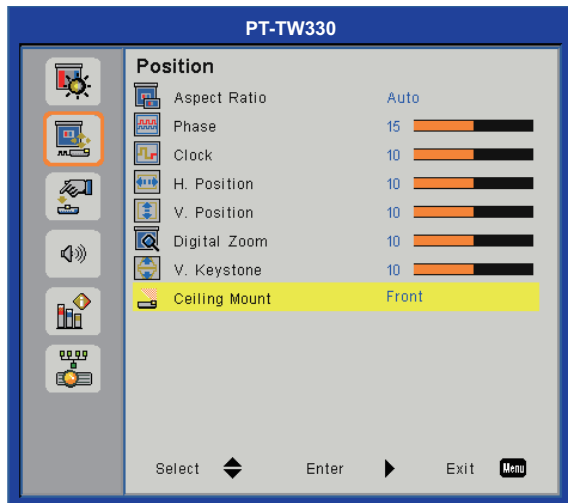 PT-TW330
Position
Aspect Ratio Auto
Phase 15
Clock 10
H. Position 10
V. Position 10
Digital Zoom 10
V. Keystone 10
Ceiling Mount Front
Select Enter Exit Menu